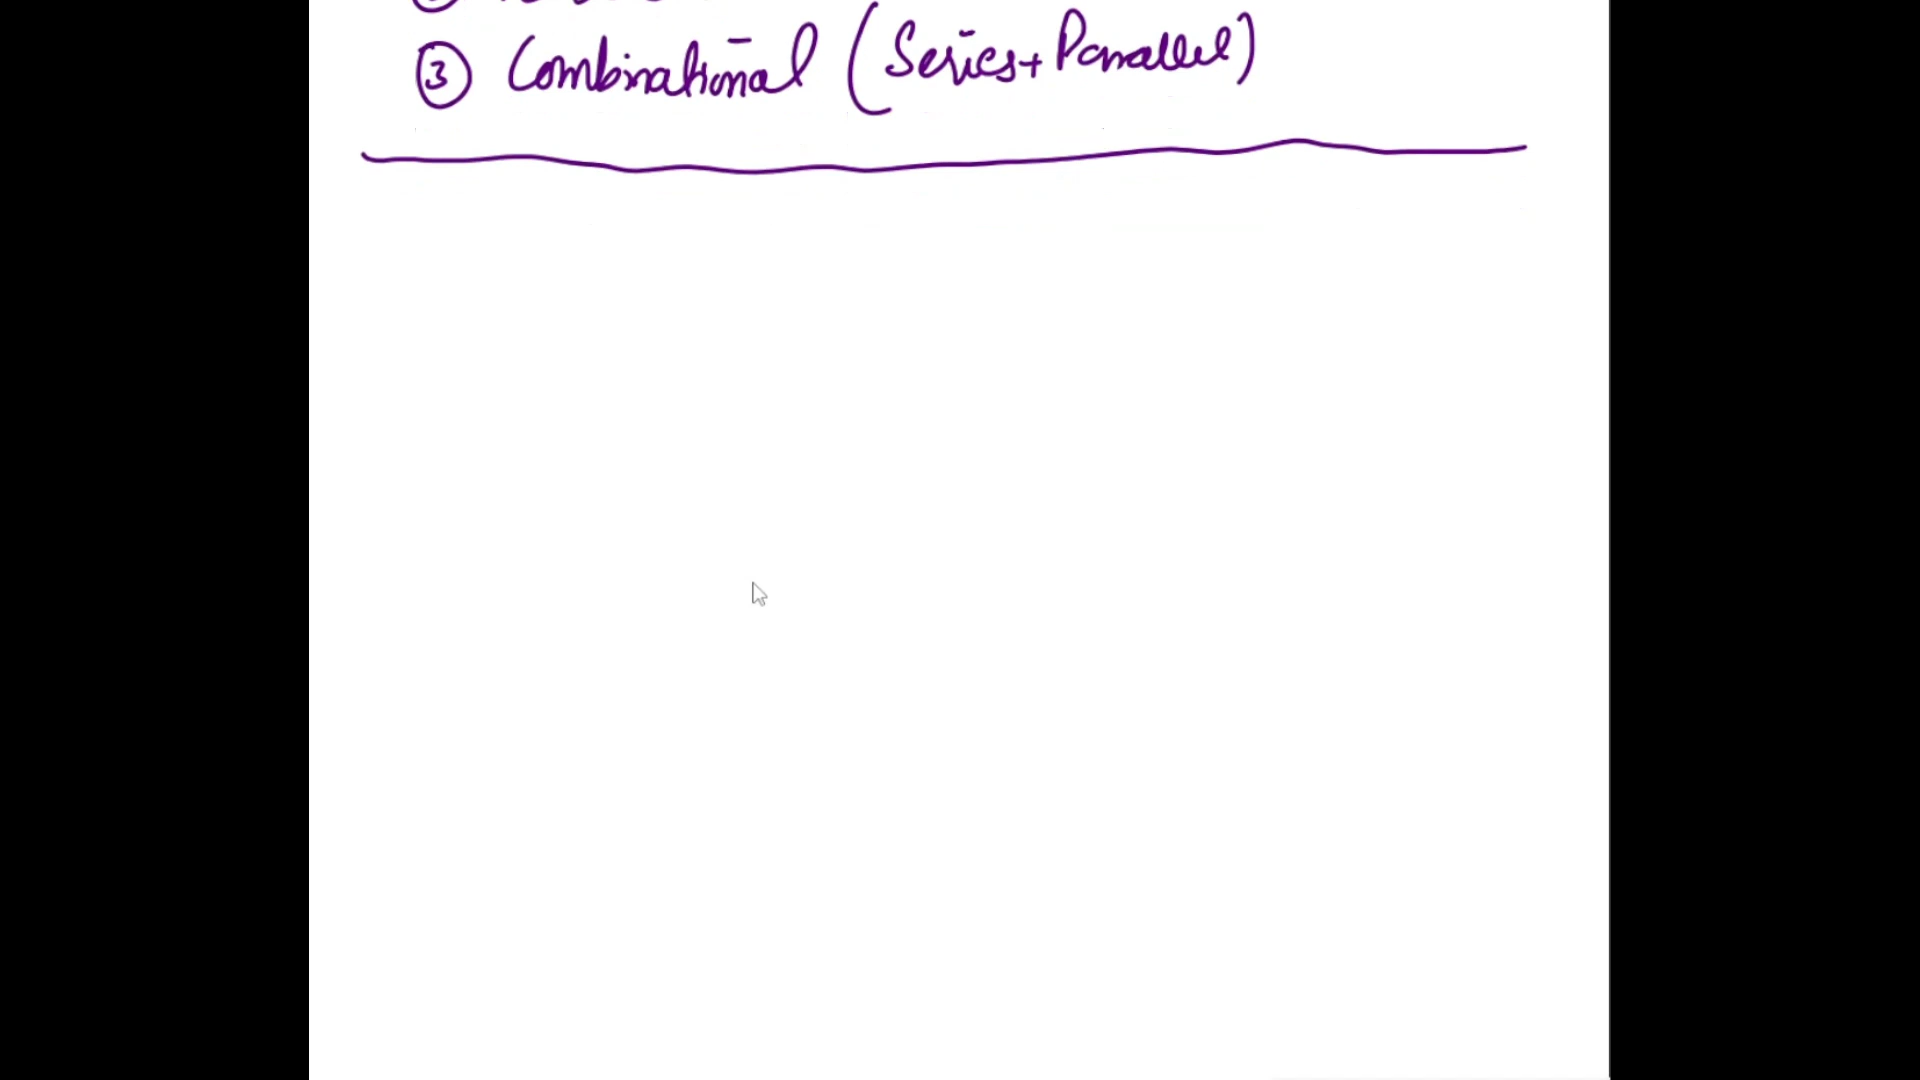 ③ Combinational (Series + Parallel)